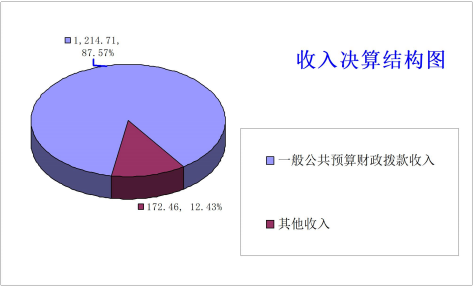 收入决算结构图
1,214.71,
87.57%
172.46, 12.43%
一般公共预算财政拨款收入
其他收入